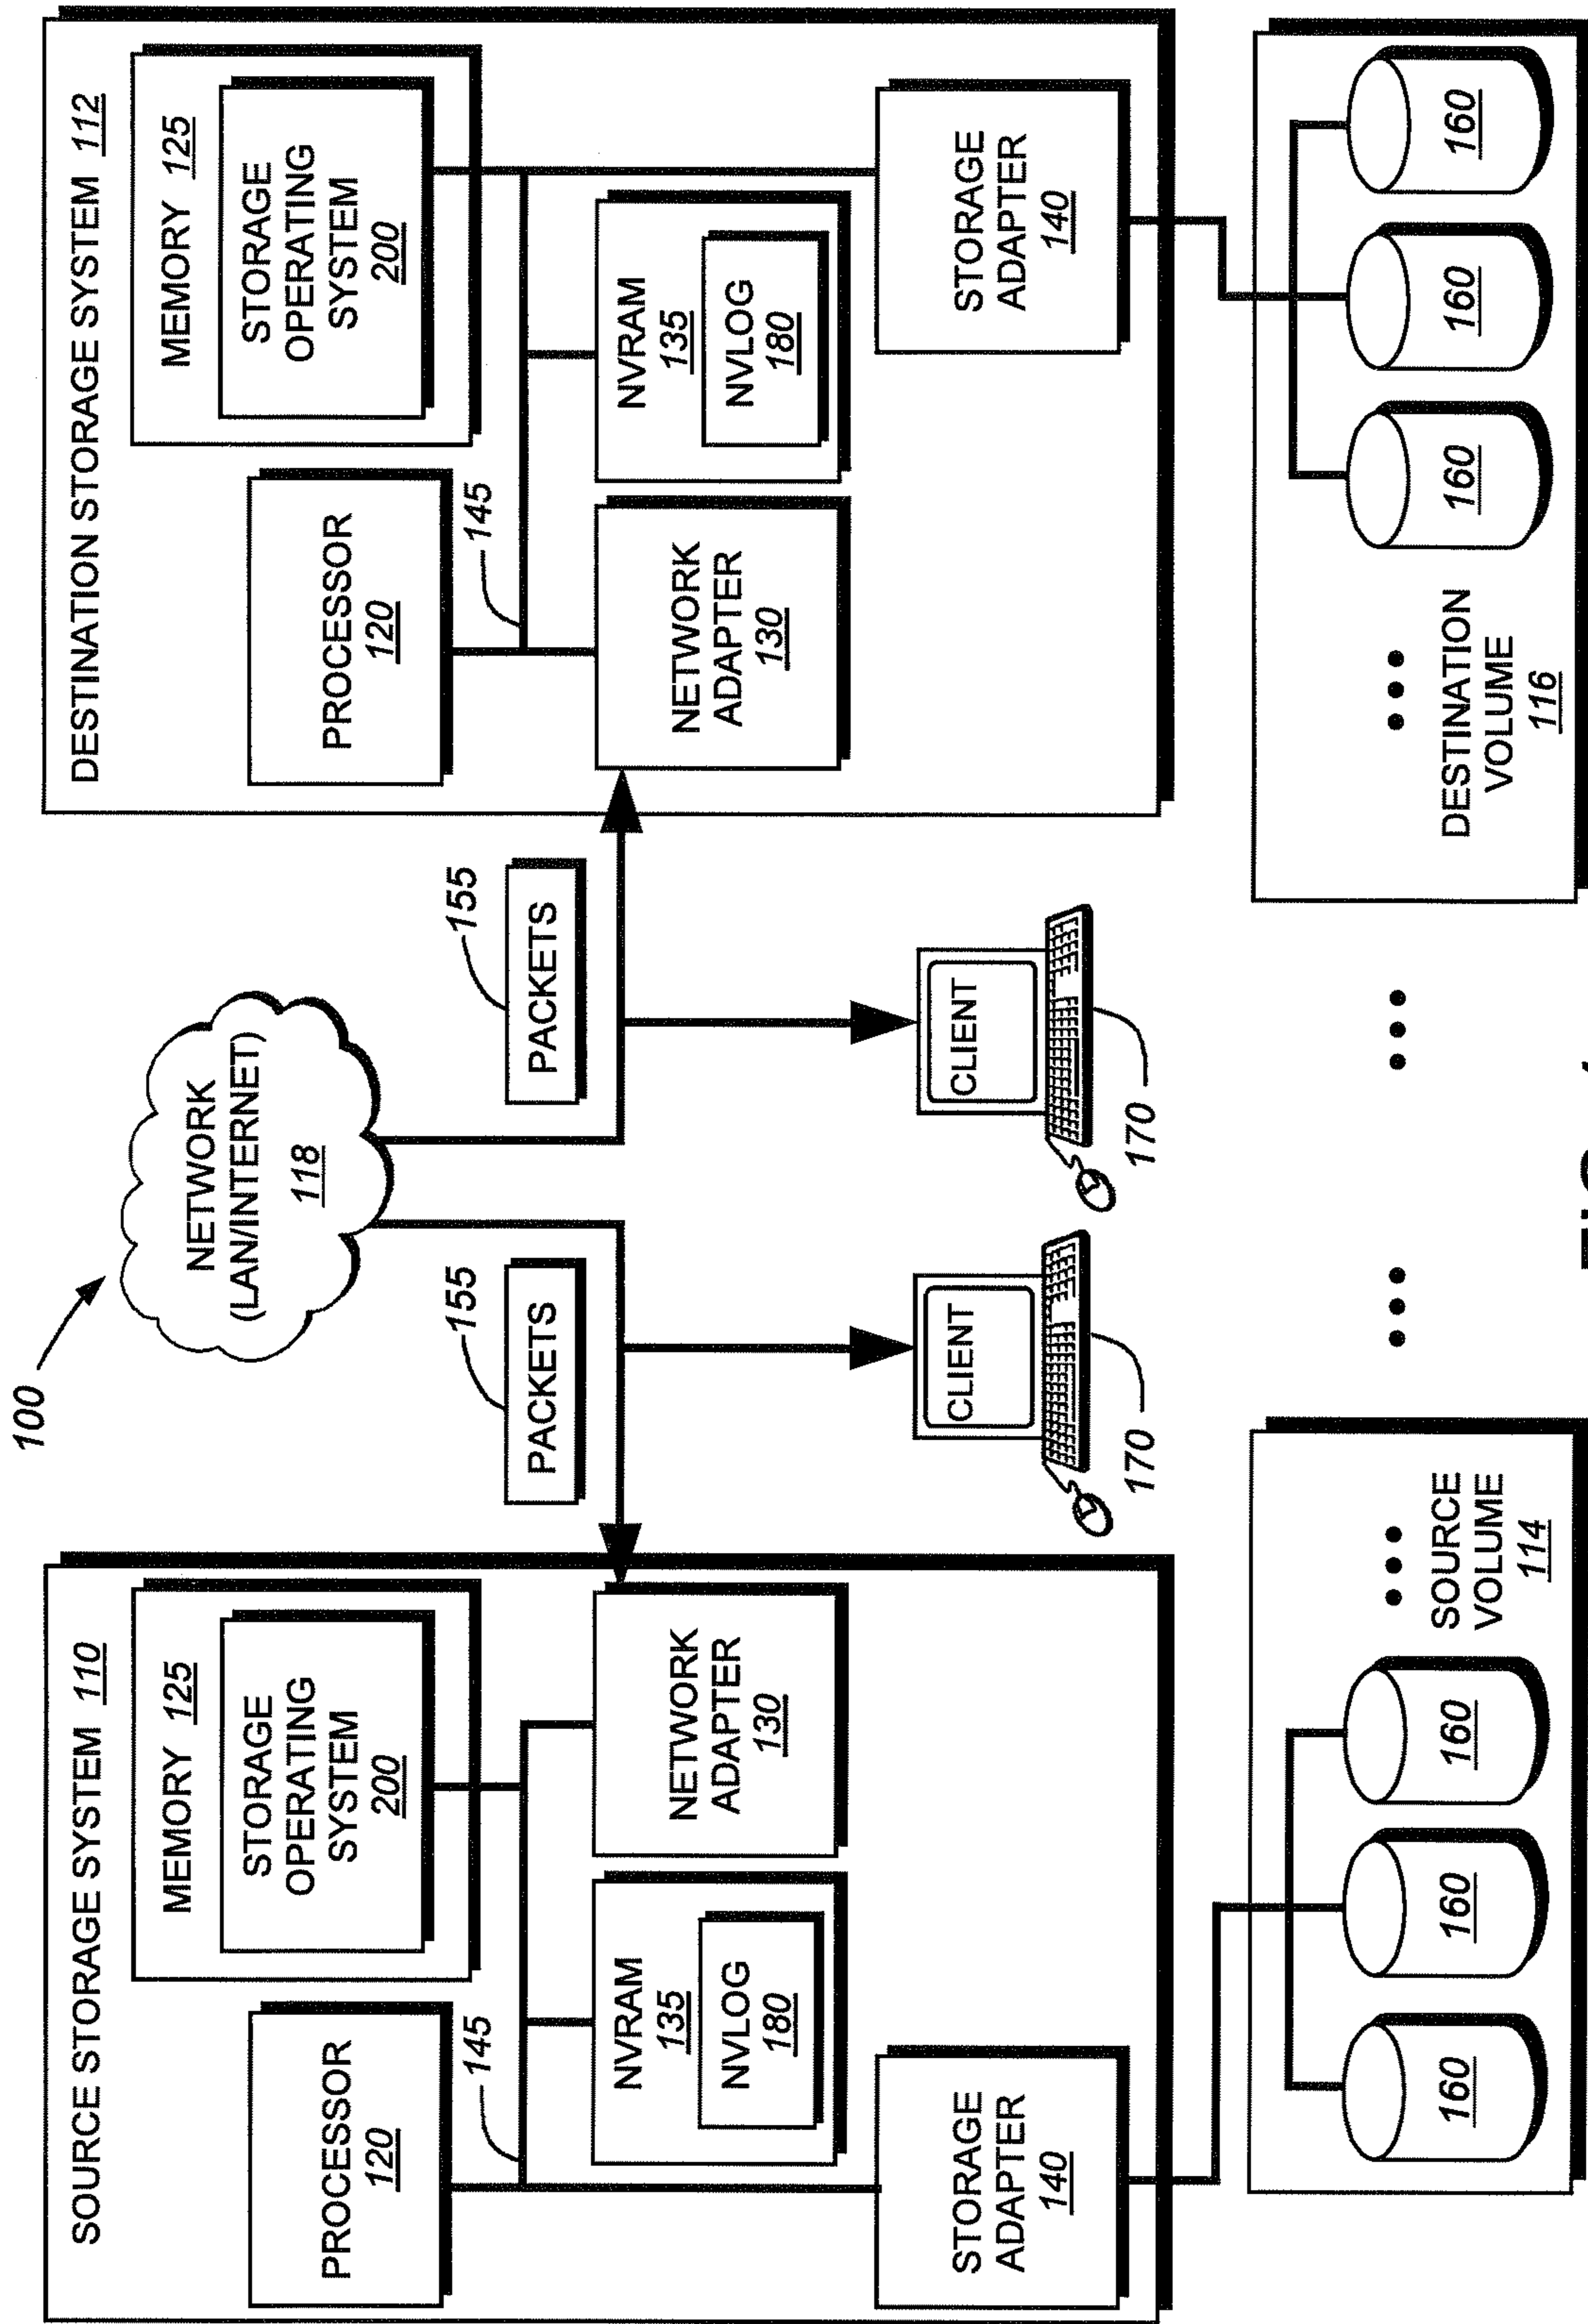 100
NETWORK
(LAN/INTERNET)
118
SOURCE STORAGE SYSTEM 110
PROCESSOR
120
MEMORY 125
STORAGE
OPERATING
SYSTEM
200
145
NVRAM
135
NVLOG
180
NETWORK
ADAPTER
130
STORAGE
ADAPTER
140
PACKETS
155
PACKETS
155
CLIENT
170
CLIENT
170
DESTINATION STORAGE SYSTEM 112
PROCESSOR
120
MEMORY 125
STORAGE
OPERATING
SYSTEM
200
145
NETWORK
ADAPTER
130
NVRAM
135
NVLOG
180
STORAGE
ADAPTER
140
160
160
160
SOURCE
VOLUME
114
DESTINATION
VOLUME
116
160
160
160